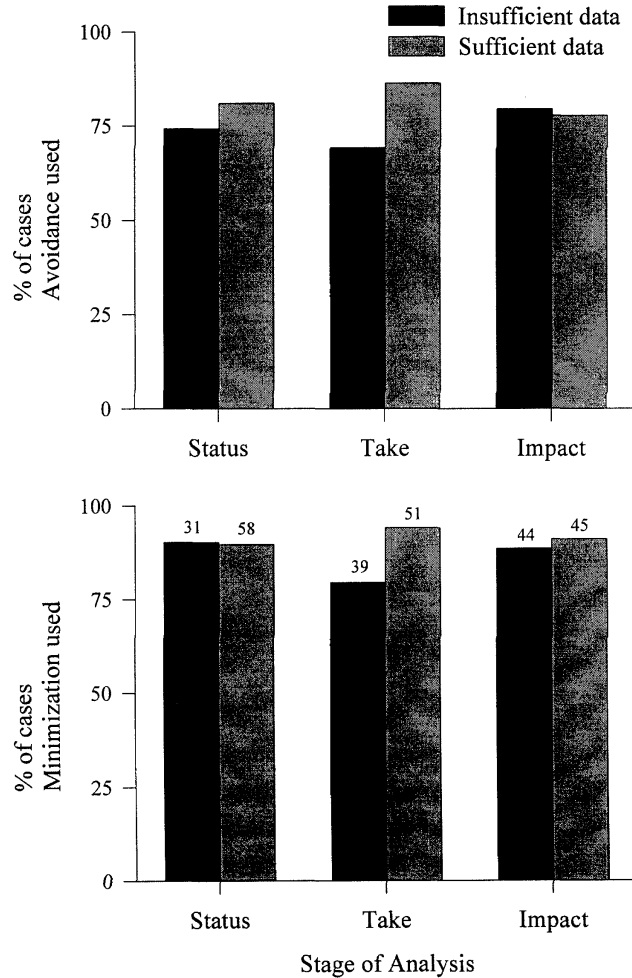 Insufficient data
Sufficient data
100
75
50
25
0
% of cases
Avoidance used
Status Take Impact
100
75
50
25
0
31 58 39 51 44 45
% of cases
Minimization used
Status Take Impact
Stage of Analysis